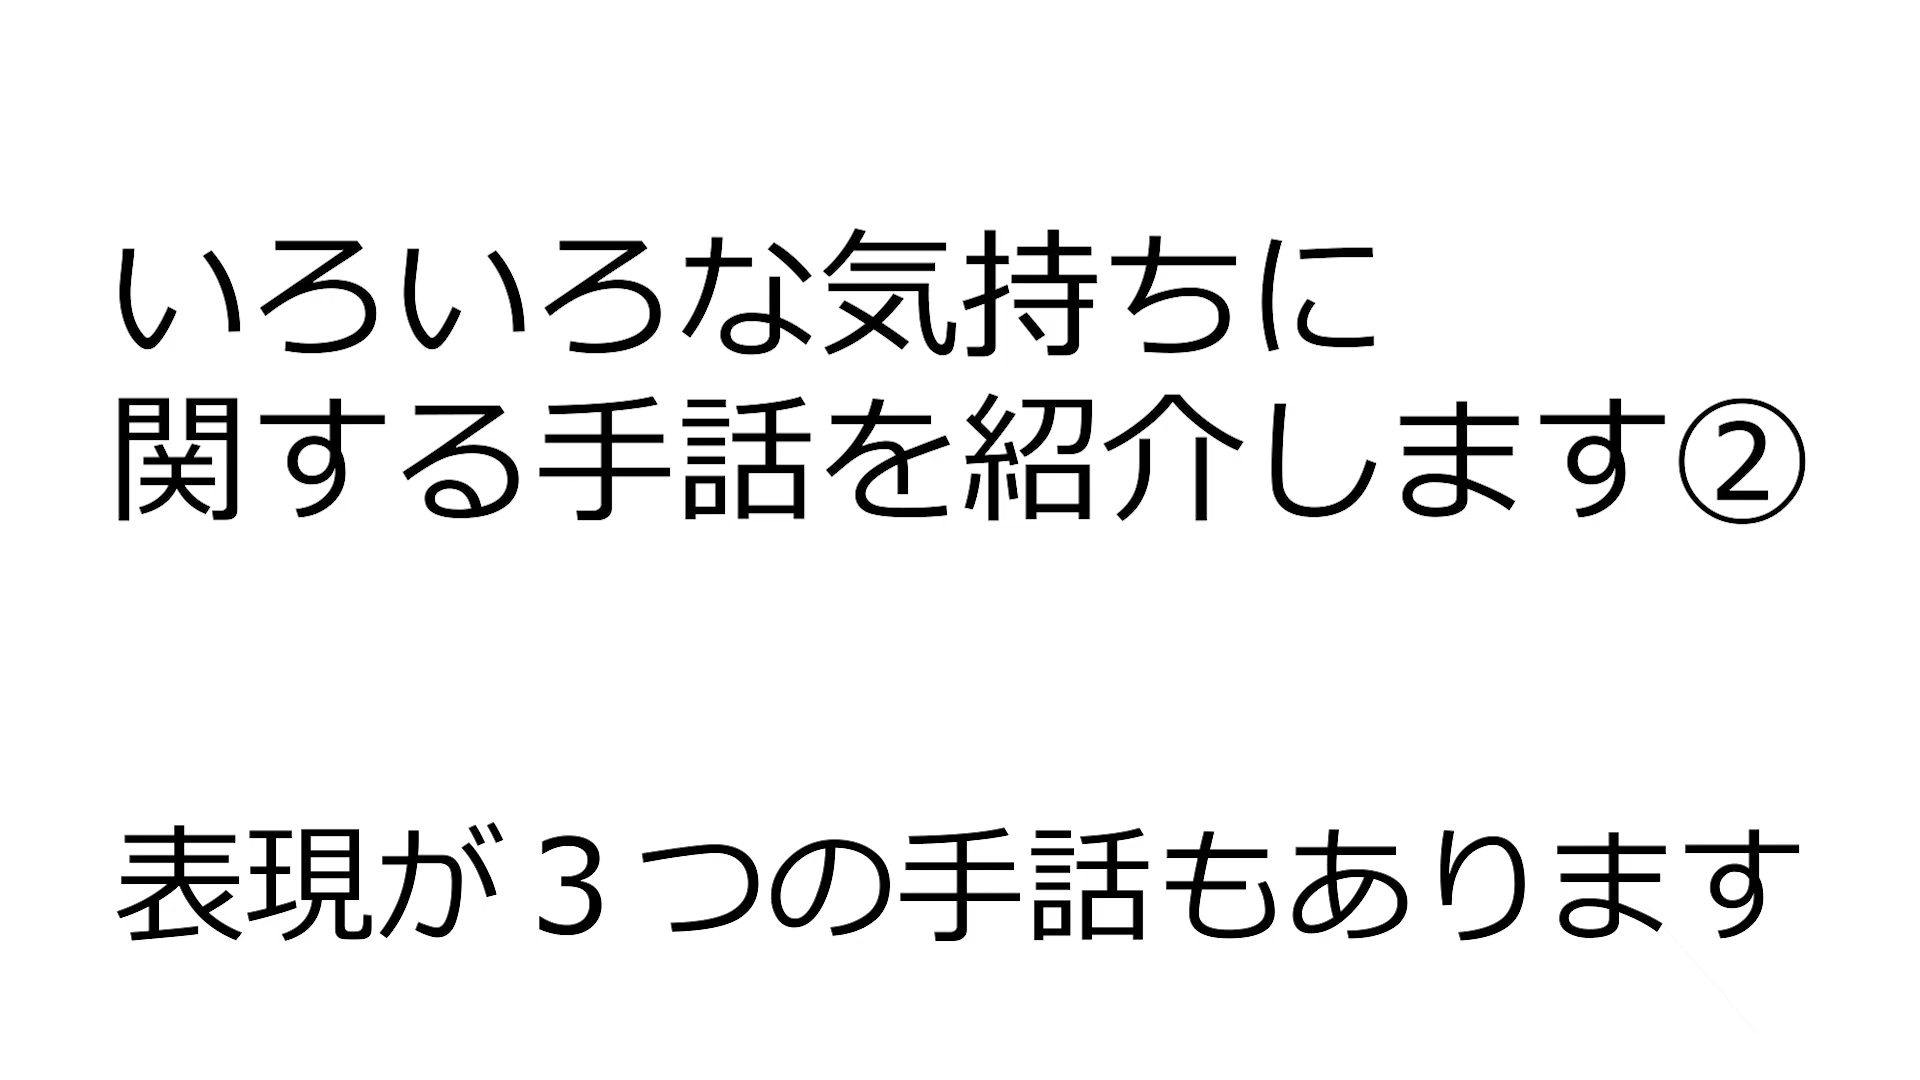 いろいろな気持ちに
関する手話を紹介します②
表現が３つの手話もあります